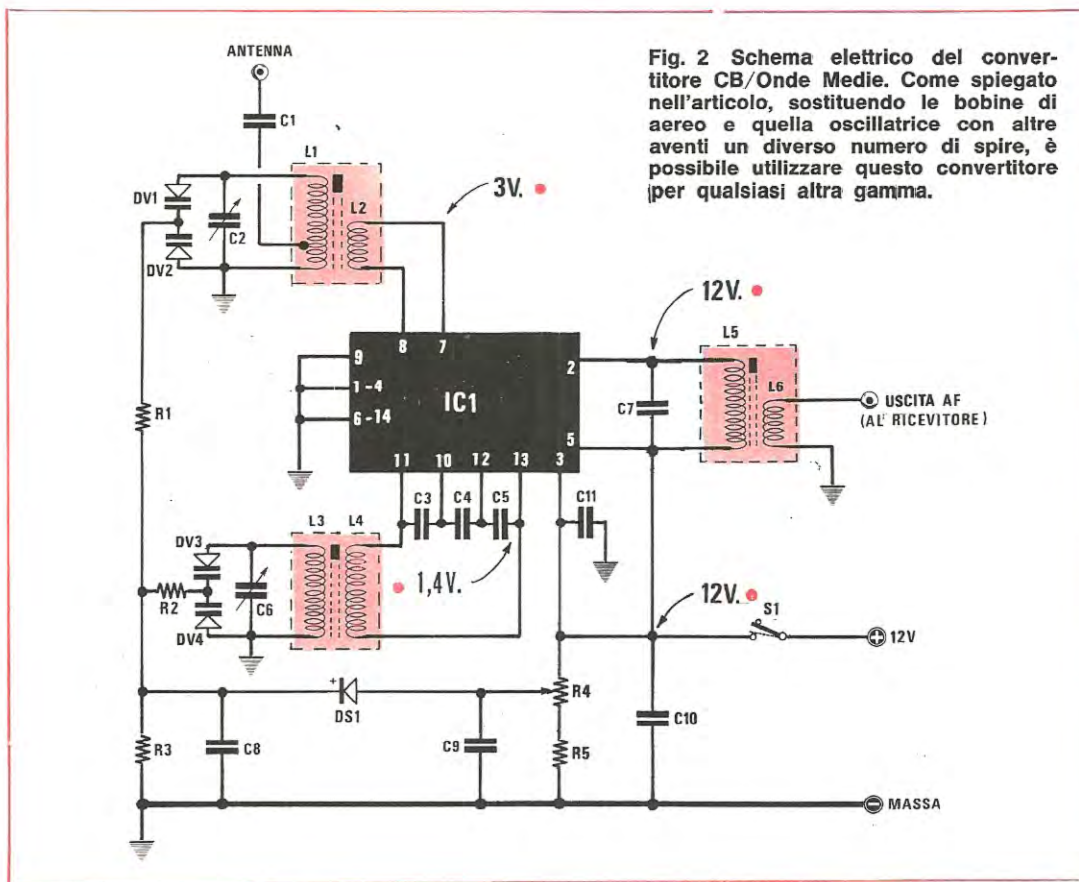 ANTENNA
Fig. 2 Schema elettrico del conver-
titore CB/Onde Medie. Come spiegato
nell'articolo, sostituendo le bobine di
aereo e quella oscillatrice con altre
aventi un diverso numero di spire, è
possibile utilizzare questo convertitore
per qualsiasi altra gamma.
C1
L1
DV1
C2
L2
3V.
DV2
12V.
L5
8 7
9
2
1-4
IC1
C7
L6
USCITA AF
(AL RICEVITORE)
R1
6-14
5
11 10 12 13 3
C3 C4 C5
C11
L3 L4
DV3
1,4V.
12V.
S1
R2
C6
DV4
12V
+
R4
DS1
R3
C8
C9
R5
C10
MASSA